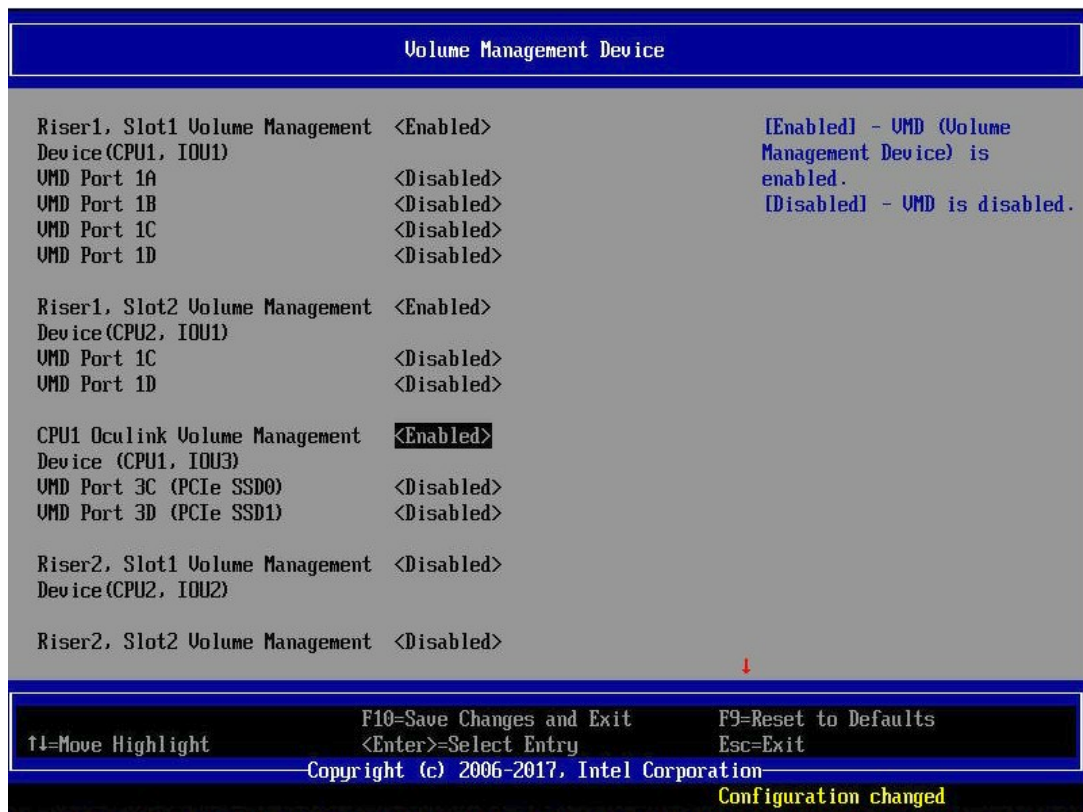 Volume Management Device
Riser1, Slot1 Volume Management <Enabled>
Device(CPU1, IOU1)
VMD Port 1A <Disabled>
VMD Port 1B <Disabled>
VMD Port 1C <Disabled>
VMD Port 1D <Disabled>
Riser1, Slot2 Volume Management <Enabled>
Device(CPU2, IOU1)
VMD Port 1C <Disabled>
VMD Port 1D <Disabled>
CPU1 Oculink Volume Management <Enabled>
Device (CPU1, IOU3)
VMD Port 3C (PCIe SSD0) <Disabled>
VMD Port 3D (PCIe SSD1) <Disabled>
Riser2, Slot1 Volume Management <Disabled>
Device(CPU2, IOU2)
Riser2, Slot2 Volume Management <Disabled>
[Enabled] - VMD (Volume
Management Device) is
enabled.
[Disabled] - VMD is disabled.
↓
F10=Save Changes and Exit F9=Reset to Defaults
↑↓=Move Highlight <Enter>=Select Entry Esc=Exit
Copyright (c) 2006-2017, Intel Corporation
Configuration changed